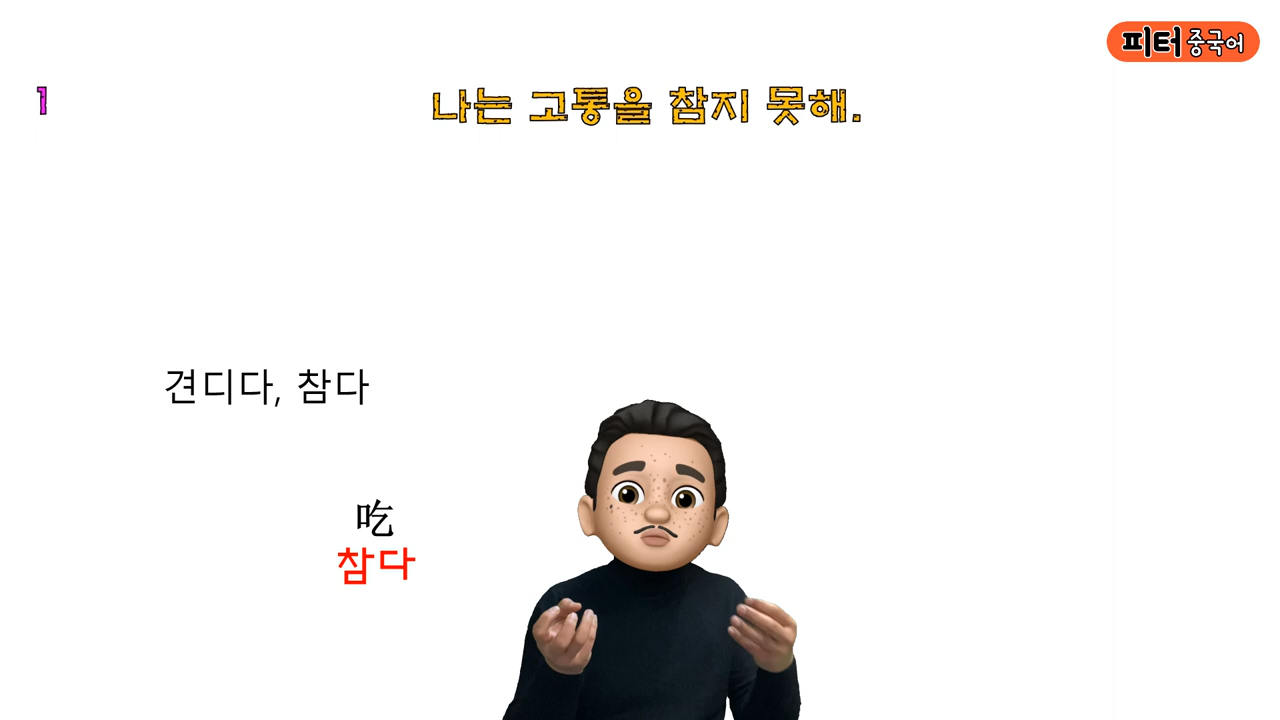 피터 중국어
1
나는 고통을 참지 못해.
견디다, 참다
吃
참다